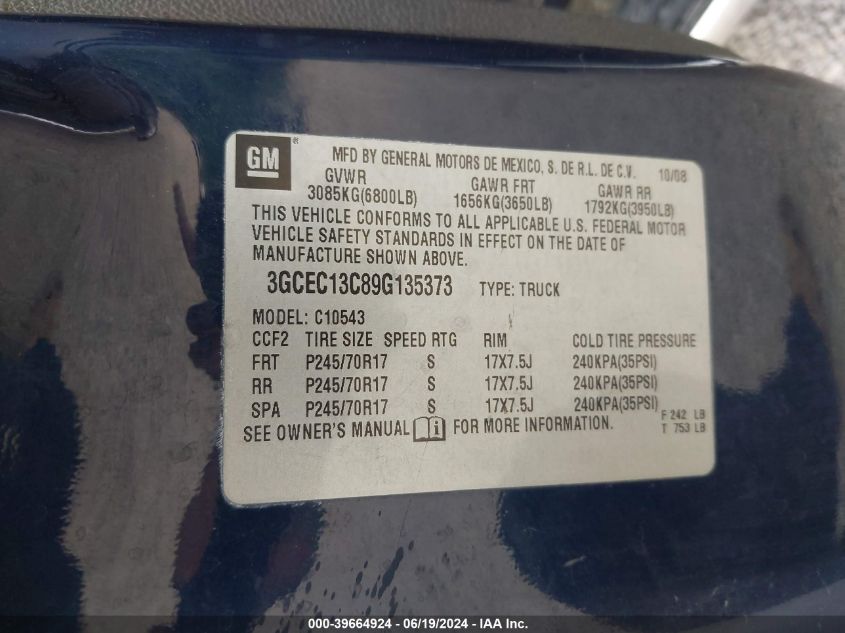 GM ® MFD BY GENERAL MOTORS DE MEXICO, S. DE R.L. DE C.V. 10/08
GVWR GAWR FRT GAWR RR
3085KG(6800LB) 1656KG(3650LB) 1792KG(3950LB)
THIS VEHICLE CONFORMS TO ALL APPLICABLE U.S. FEDERAL MOTOR
VEHICLE SAFETY STANDARDS IN EFFECT ON THE DATE OF
MANUFACTURE SHOWN ABOVE.
3GCEC13C89G135373 TYPE: TRUCK
MODEL: C10543
CCF2 TIRE SIZE SPEED RTG RIM COLD TIRE PRESSURE
FRT P245/70R17 S 17X7.5J 240KPA(35PSI)
RR P245/70R17 S 17X7.5J 240KPA(35PSI)
SPA P245/70R17 S 17X7.5J 240KPA(35PSI) F 242 LB
SEE OWNER'S MANUAL i FOR MORE INFORMATION. T 753 LB
000-39664924 - 06/19/2024 - IAA Inc.